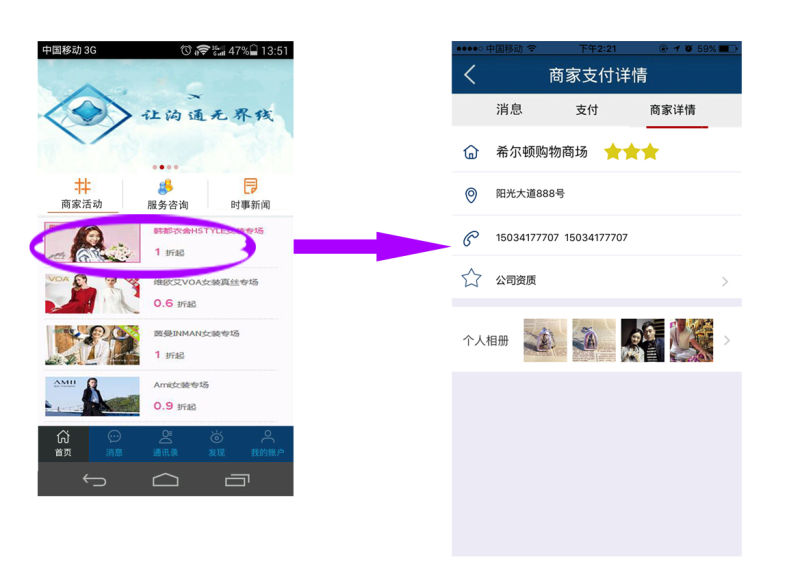 中国移动 3G 47% 13:51
让沟通无界线
商家活动 服务咨询 时事新闻
韩都衣舍HSTYLE女装专场
1 折起
VOA
维欧艾VOA女装真丝专场
0.6 折起
茵曼INMAN女装专场
1 折起
AMII
Ami女装专场
0.9 折起
首页 消息 通讯录 发现 我的账户
中国移动 下午2:21 59%
商家支付详情
消息 支付 商家详情
希尔顿购物商场
阳光大道888号
15034177707 15034177707
公司资质
个人相册